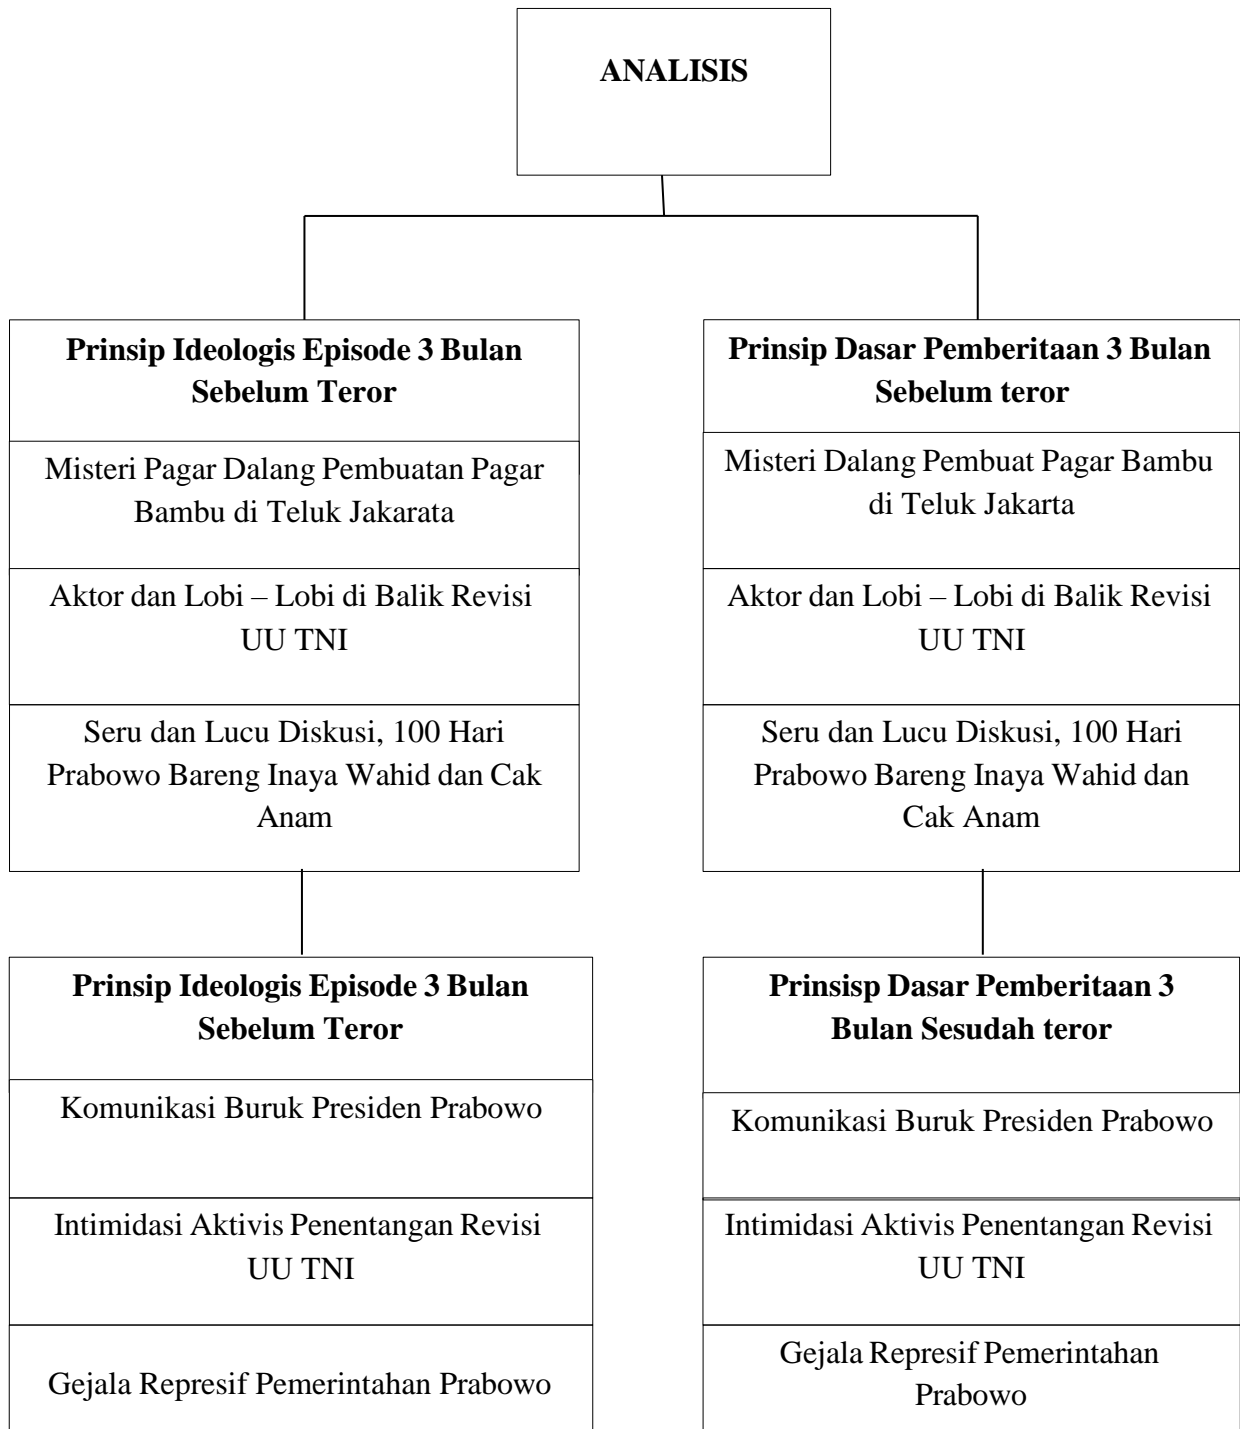 ANALISIS
Prinsip Ideologis Episode 3 Bulan
Sebelum Teror
Misteri Pagar Dalang Pembuatan Pagar
Bambu di Teluk Jakarata
Aktor dan Lobi – Lobi di Balik Revisi
UU TNI
Seru dan Lucu Diskusi, 100 Hari
Prabowo Bareng Inaya Wahid dan Cak
Anam
Prinsip Dasar Pemberitaan 3 Bulan
Sebelum teror
Misteri Dalang Pembuat Pagar Bambu
di Teluk Jakarta
Aktor dan Lobi – Lobi di Balik Revisi
UU TNI
Seru dan Lucu Diskusi, 100 Hari
Prabowo Bareng Inaya Wahid dan
Cak Anam
Prinsip Ideologis Episode 3 Bulan
Sebelum Teror
Komunikasi Buruk Presiden Prabowo
Intimidasi Aktivis Penentangan Revisi
UU TNI
Gejala Represif Pemerintahan Prabowo
Prinsisp Dasar Pemberitaan 3
Bulan Sesudah teror
Komunikasi Buruk Presiden Prabowo
Intimidasi Aktivis Penentangan Revisi
UU TNI
Gejala Represif Pemerintahan
Prabowo